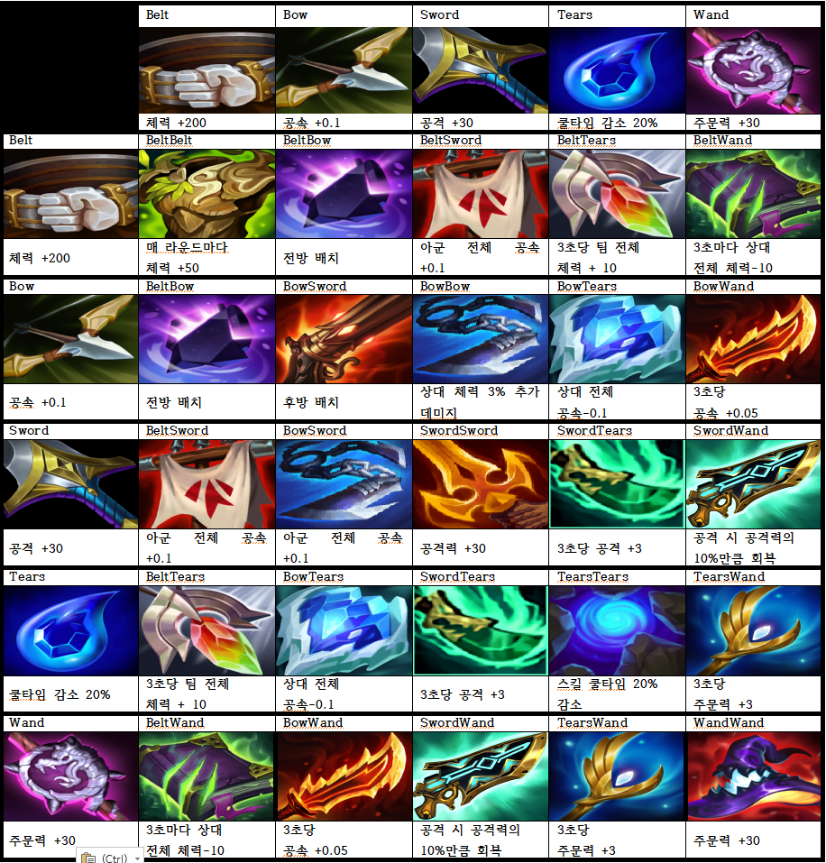 Belt Bow Sword Tears Wand
체력 +200 공속 +0.1 공격 +30 쿨타임 감소 20% 주문력 +30
Belt BeltBelt BeltBow BeltSword BeltTears BeltWand
체력 +200 매 라운드마다 체력 +50 전방 배치 아군 전체 공속 +0.1 3초당 팀 전체 체력 + 10 3초마다 상대 전체 체력-10
Bow BeltBow BowSword BowBow BowTears BowWand
공속 +0.1 전방 배치 후방 배치 상대 체력 3% 추가 데미지 상대 전체 공속-0.1 3초당 공속 +0.05
Sword BeltSword BowSword SwordSword SwordTears SwordWand
공격 +30 아군 전체 공속 +0.1 아군 전체 공속 +0.1 공격력 +30 3초당 공격 +3 공격 시 공격력의 10%만큼 회복
Tears BeltTears BowTears SwordTears TearsTears TearsWand
쿨타임 감소 20% 3초당 팀 전체 체력 + 10 상대 전체 공속-0.1 3초당 공격 +3 스킬 쿨타임 20% 감소 3초당 주문력 +3
Wand BeltWand BowWand SwordWand TearsWand WandWand
주문력 +30 3초마다 상대 전체 체력-10 3초당 공속 +0.05 공격 시 공격력의 10%만큼 회복 3초당 주문력 +3 주문력 +30
(Ctrl)